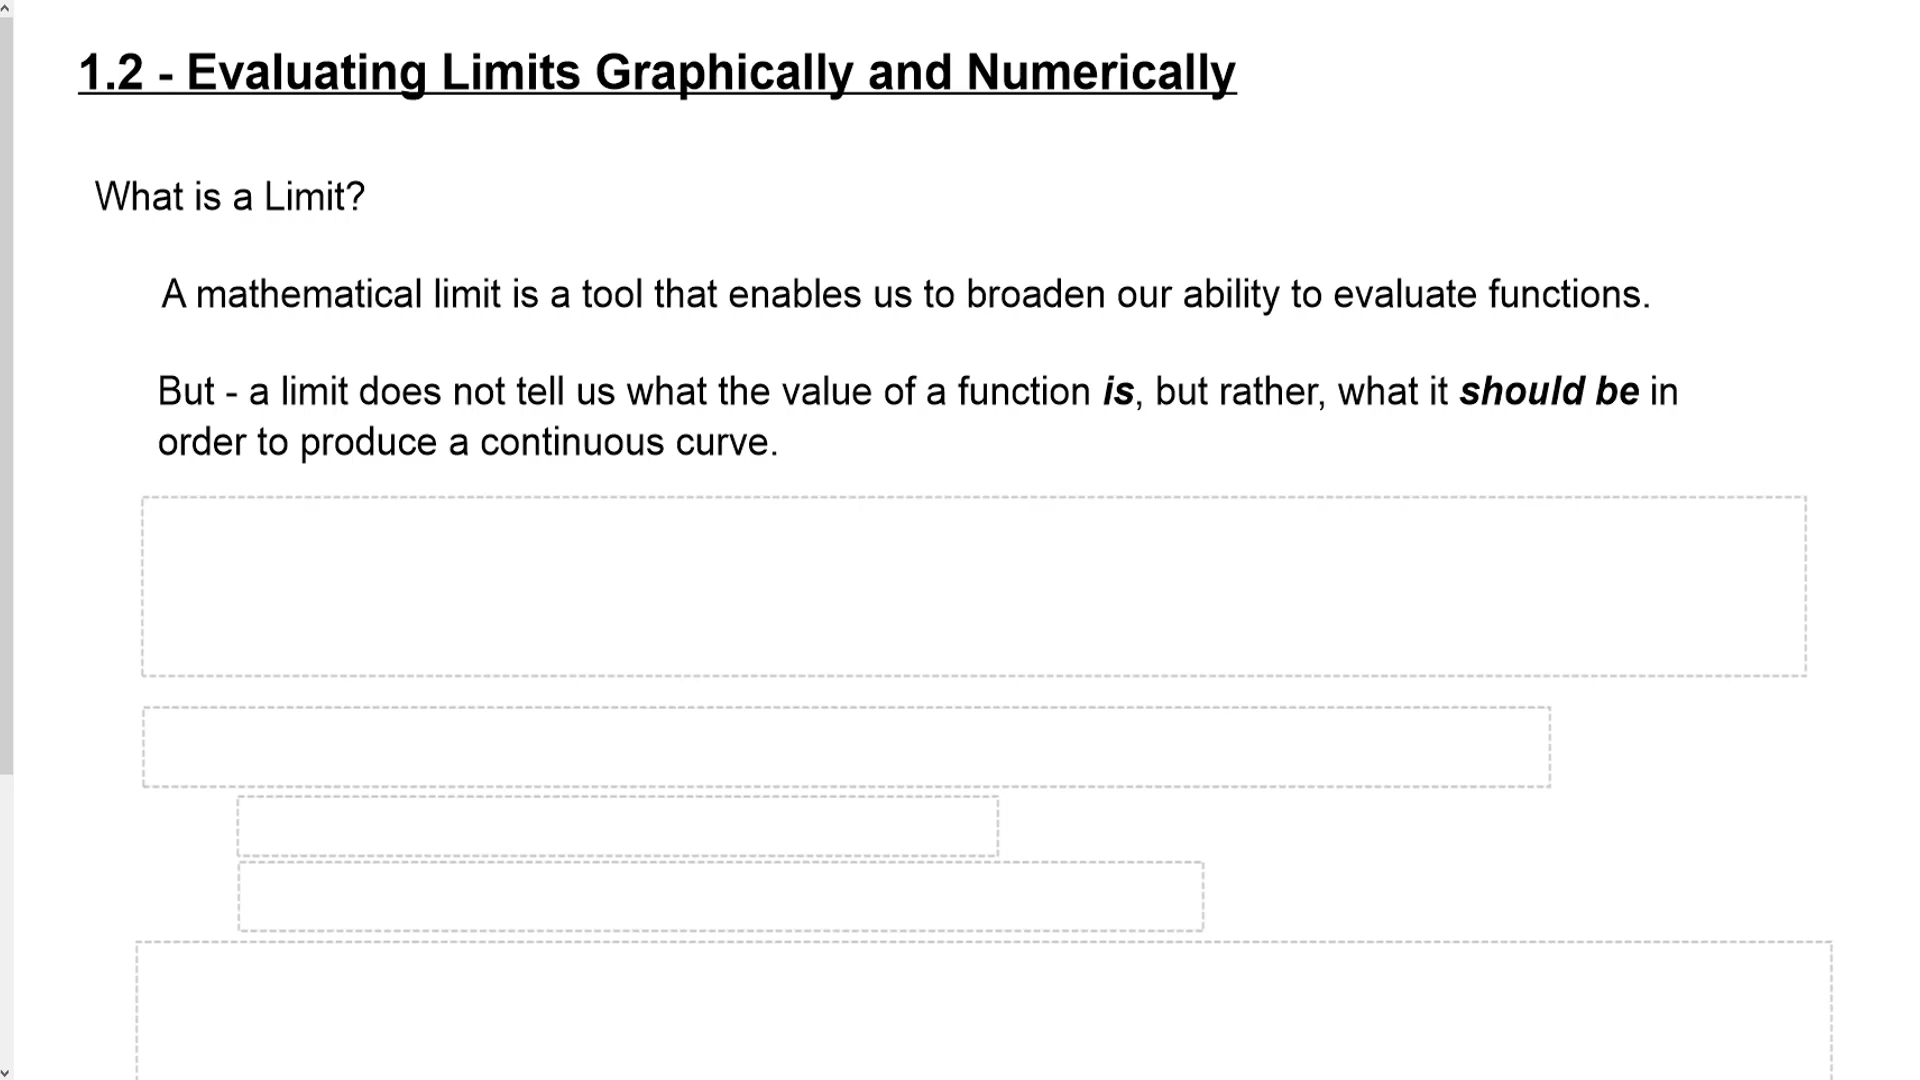 1.2 - Evaluating Limits Graphically and Numerically
What is a Limit?
A mathematical limit is a tool that enables us to broaden our ability to evaluate functions.
But - a limit does not tell us what the value of a function is, but rather, what it should be in
order to produce a continuous curve.